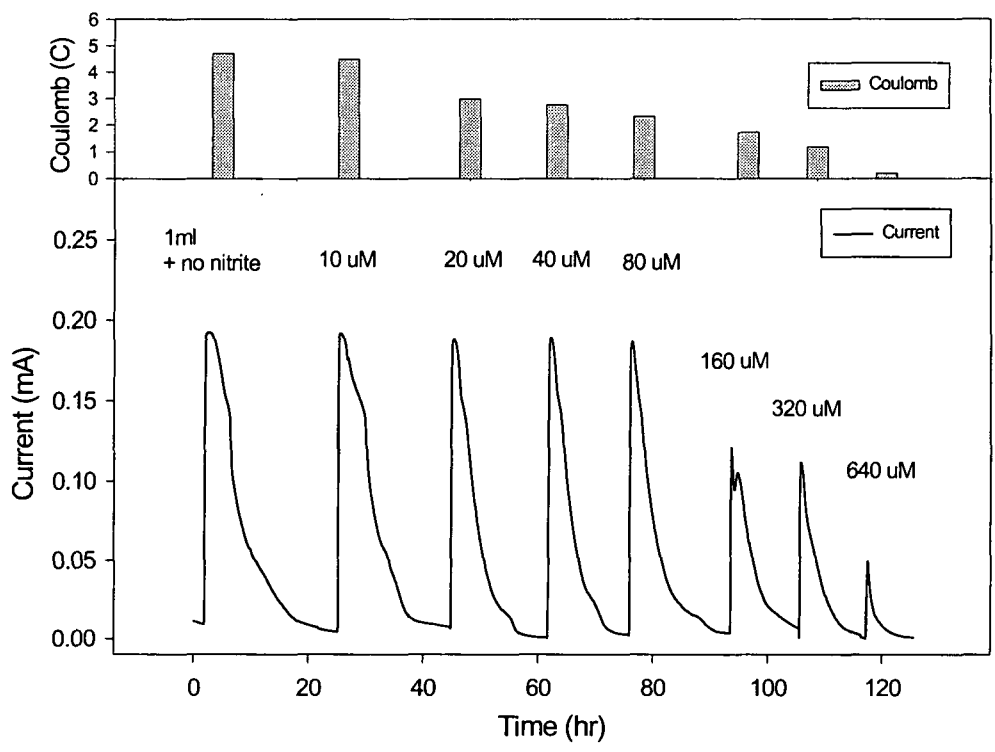 6
5
4
3
2
1
0
Coulomb (C)
Coulomb
0.25
0.20
0.15
0.10
0.05
0.00
Current (mA)
1ml
+ no nitrite
10 uM
20 uM
40 uM
80 uM
160 uM
320 uM
640 uM
Current
0 20 40 60 80 100 120
Time (hr)